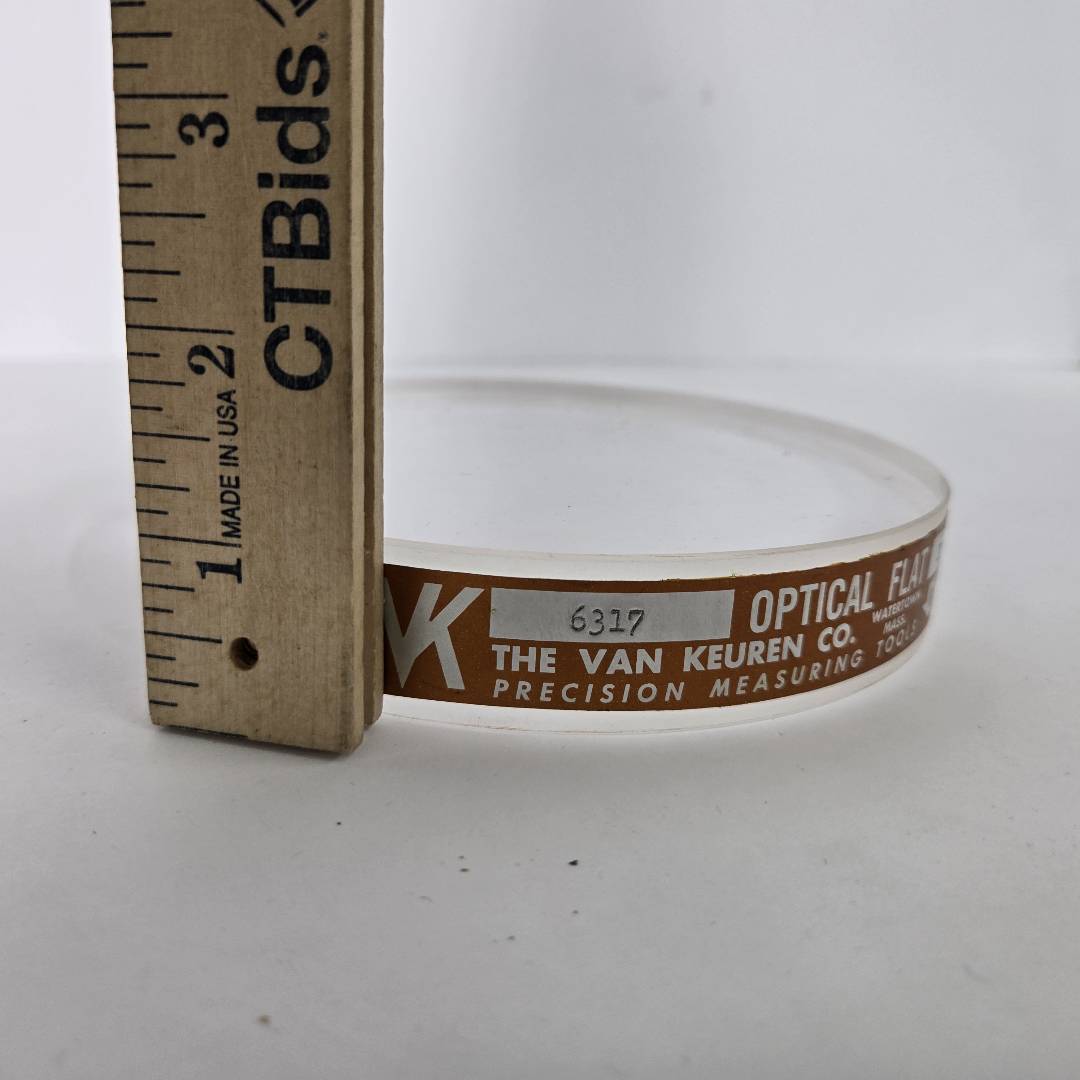 CTBids
3
2
1
MADE IN USA
VK
6317
OPTICAL FLAT
THE VAN KEUREN CO.
WATERTOWN
MASS.
PRECISION MEASURING TOOLS